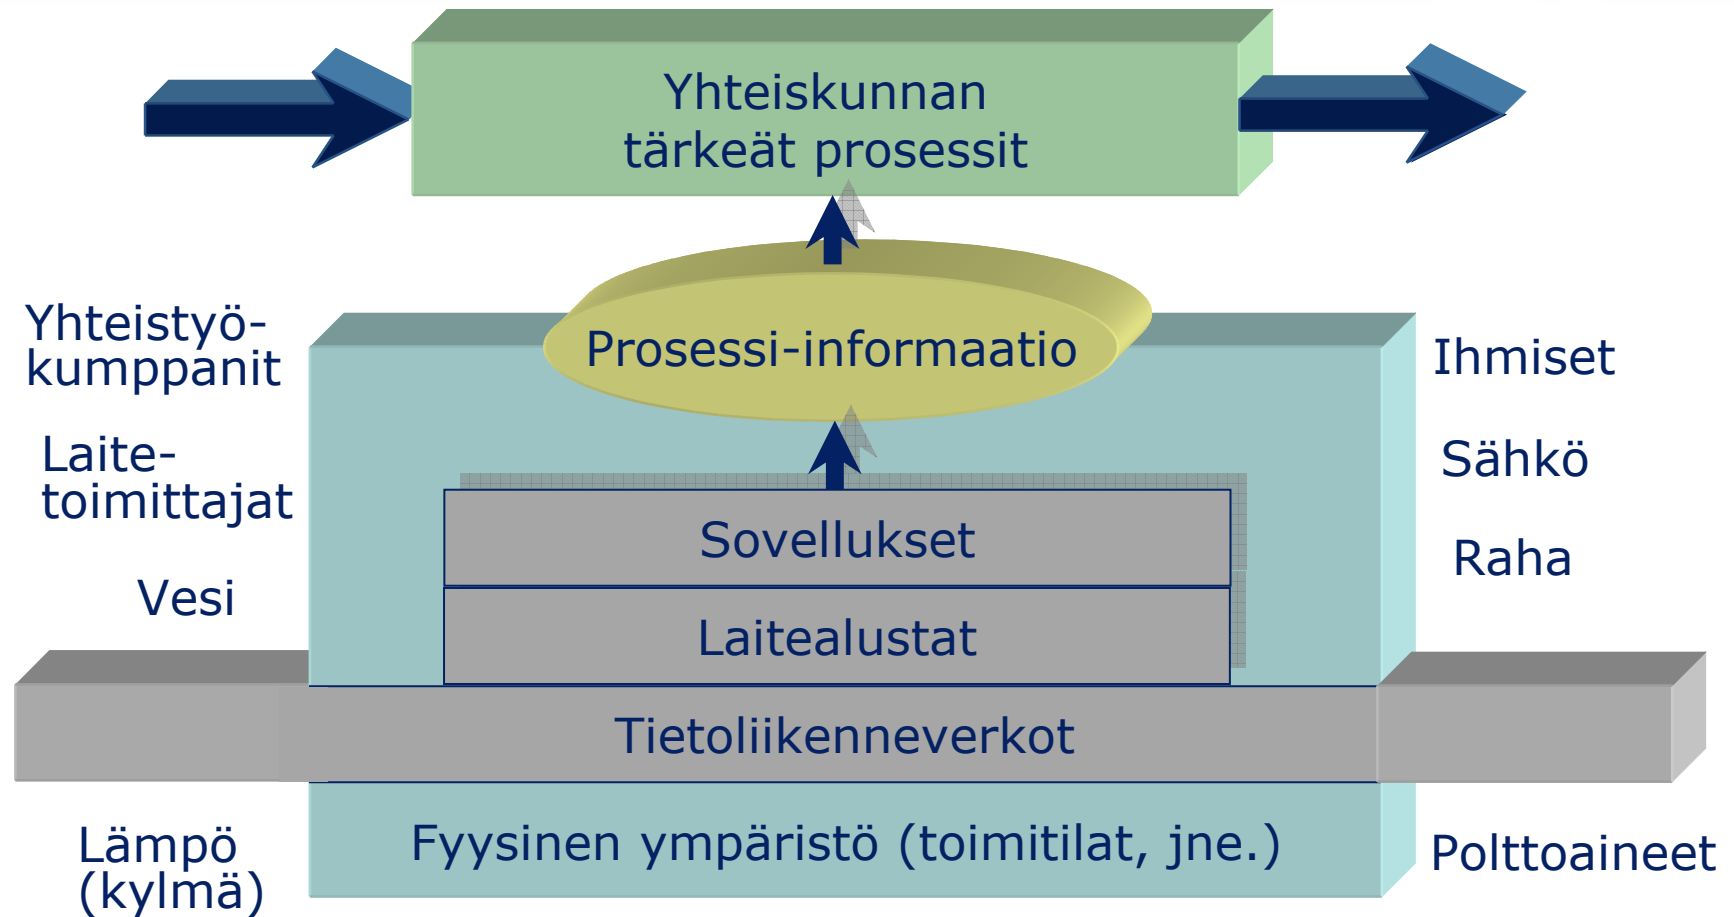 Yhteiskunnan
tärkeät prosessit
Yhteistyö-
kumppanit
Prosessi-informaatio
Ihmiset
Laite-
toimittajat
Sähkö
Sovellukset
Raha
Vesi
Laitealustat
Tietoliikenneverkot
Lämpö
(kylmä)
Fyysinen ympäristö (toimitilat, jne.)
Polttoaineet